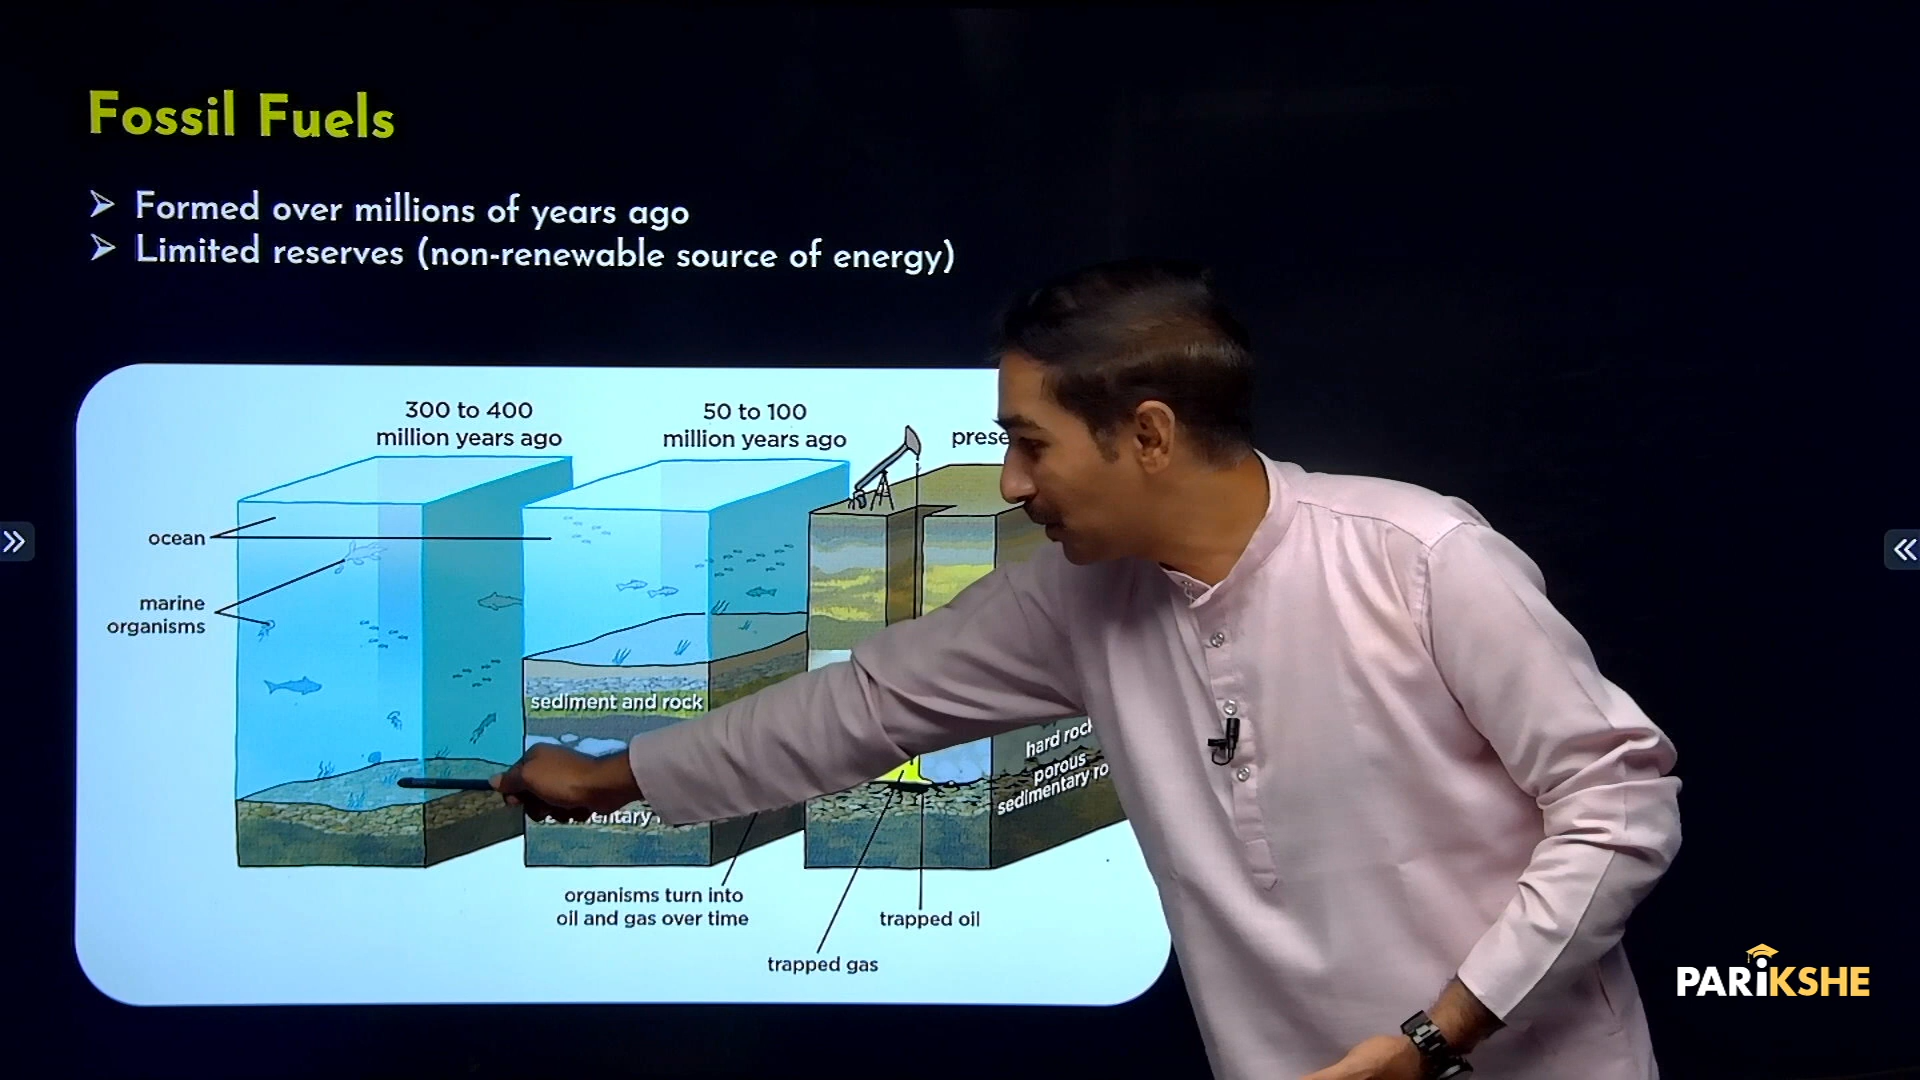 Fossil Fuels
➤ Formed over millions of years ago
➤ Limited reserves (non-renewable source of energy)
300 to 400
million years ago
50 to 100
million years ago
ocean
marine
organisms
sediment and rock
hard rock
porous
sedimentary
organisms turn into
oil and gas over time
trapped oil
trapped gas
PARIKSHE